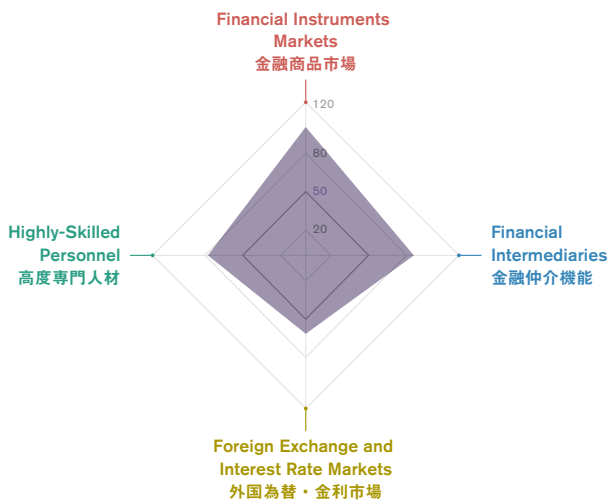 Financial Instruments
Markets
金融商品市場
120
80
50
20
Highly-Skilled
Personnel
高度専門人材
Financial
Intermediaries
金融仲介機能
Foreign Exchange and
Interest Rate Markets
外国為替・金利市場